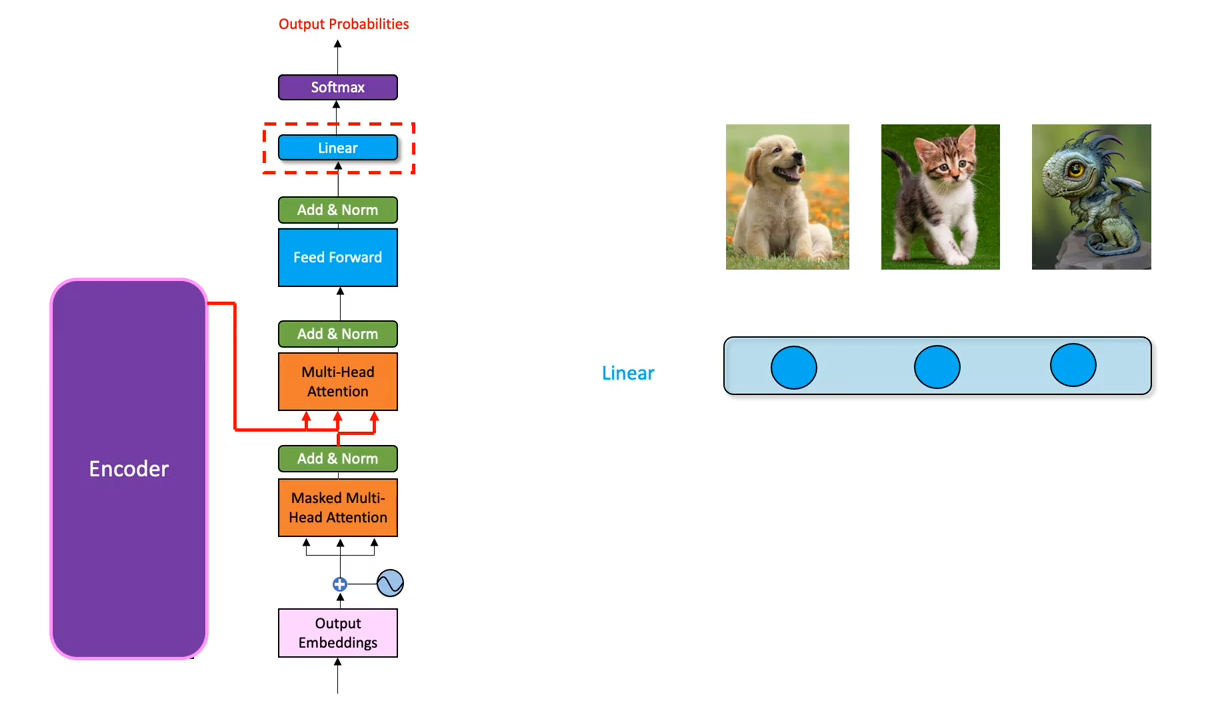 Output Probabilities
Softmax
Linear
Add & Norm
Feed Forward
Add & Norm
Multi-Head
Attention
Add & Norm
Masked Multi-
Head Attention
Output
Embeddings
Encoder
Linear